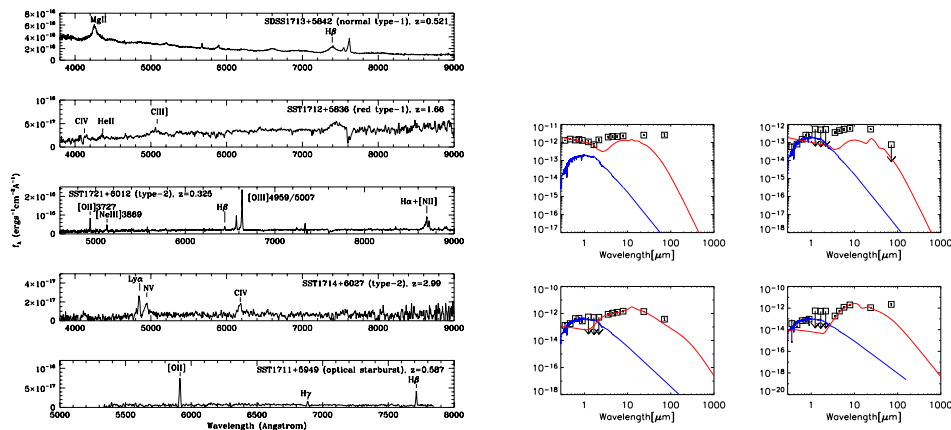 SDSS1713+5842 (normal type-1), z=0.521
MgII
Hβ
8×10⁻¹⁶
6×10⁻¹⁶
4×10⁻¹⁶
2×10⁻¹⁶
0
4000 5000 6000 7000 8000 9000
SST1712+5836 (red type-1), z=1.66
CIV HeII CIII]
10⁻¹⁶
5×10⁻¹⁷
0
4000 5000 6000 7000 8000 9000
SST1721+6012 (type-2), z=0.325
[OII]3727
[NeIII]3869
Hβ
[OIII]4959/5007
Hα+[NII]
2×10⁻¹⁵
10⁻¹⁵
0
5000 6000 7000 8000 9000
fλ (ergs⁻¹cm⁻²A⁻¹)
SST1714+6027 (type-2), z=2.99
Lyα
NV
CIV
4×10⁻¹⁷
2×10⁻¹⁷
0
4000 5000 6000 7000 8000 9000
SST1711+5949 (optical starburst), z=0.587
[OII]
Hγ
Hβ
10⁻¹⁵
5×10⁻¹⁶
0
5000 5500 6000 6500 7000 7500 8000
Wavelength (Angstrom)
10⁻¹¹
10⁻¹²
10⁻¹³
10⁻¹⁴
10⁻¹⁵
10⁻¹⁶
10⁻¹⁷
1 10 100 1000
Wavelength[μm]
10⁻¹²
10⁻¹³
10⁻¹⁴
10⁻¹⁵
10⁻¹⁶
10⁻¹⁷
10⁻¹⁸
1 10 100 1000
Wavelength[μm]
10⁻¹⁰
10⁻¹²
10⁻¹⁴
10⁻¹⁶
10⁻¹⁸
1 10 100 1000
Wavelength[μm]
10⁻¹⁰
10⁻¹²
10⁻¹⁴
10⁻¹⁶
10⁻¹⁸
10⁻²⁰
1 10 100 1000
Wavelength[μm]